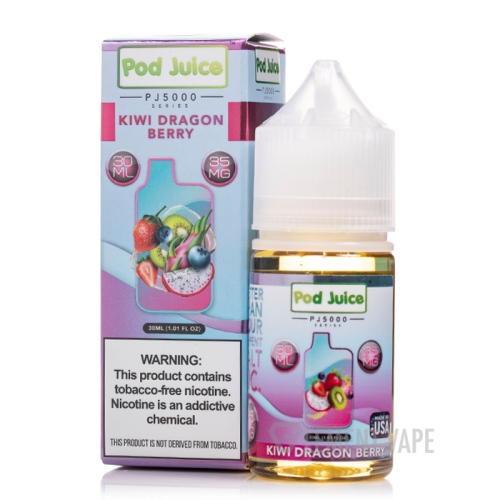 Pod Juice
PJ5000
SERIES
KIWI DRAGON
BERRY
30
ML
35
MG
30ML (1.01 FL OZ)
WARNING:
This product contains
tobacco-free nicotine.
Nicotine is an addictive
chemical.
THIS PRODUCT IS NOT DERIVED FROM TOBACCO.
Pod Juice
PJ5000
SERIES
30
ML
MADE IN
USA
KIWI DRAGON BERRY
VAPE